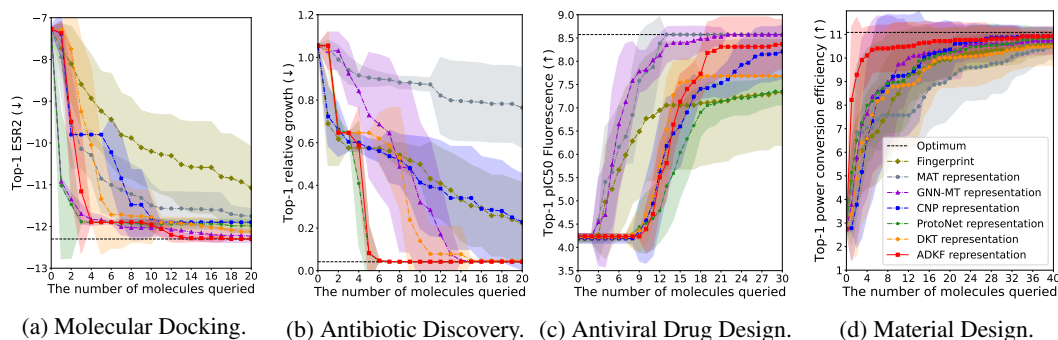 Top-1 ESR2 (↓)
−7
−8
−9
−10
−11
−12
−13
0 2 4 6 8 10 12 14 16 18 20
The number of molecules queried
(a) Molecular Docking.
Top-1 relative growth (↓)
1.2
1.0
0.8
0.6
0.4
0.2
0.0
0 2 4 6 8 10 12 14 16 18 20
The number of molecules queried
(b) Antibiotic Discovery.
Top-1 pIC50 Fluorescence (↑)
9.0
8.5
8.0
7.5
7.0
6.5
6.0
5.5
5.0
4.5
4.0
3.5
0 3 6 9 12 15 18 21 24 27 30
The number of molecules queried
(c) Antiviral Drug Design.
Top-1 power conversion efficiency (↑)
12
11
10
9
8
7
6
5
4
3
2
1
0 4 8 12 16 20 24 28 32 36 40
The number of molecules queried
Optimum
Fingerprint
MAT representation
GNN-MT representation
CNP representation
ProtoNet representation
DKT representation
ADKF representation
(d) Material Design.